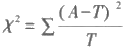 χ² = Σ (A−T)² / T